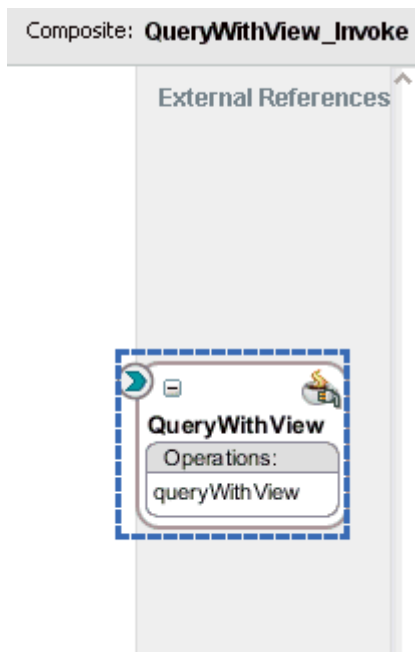 Composite: QueryWithView_Invoke
External References
QueryWithView
Operations:
queryWithView